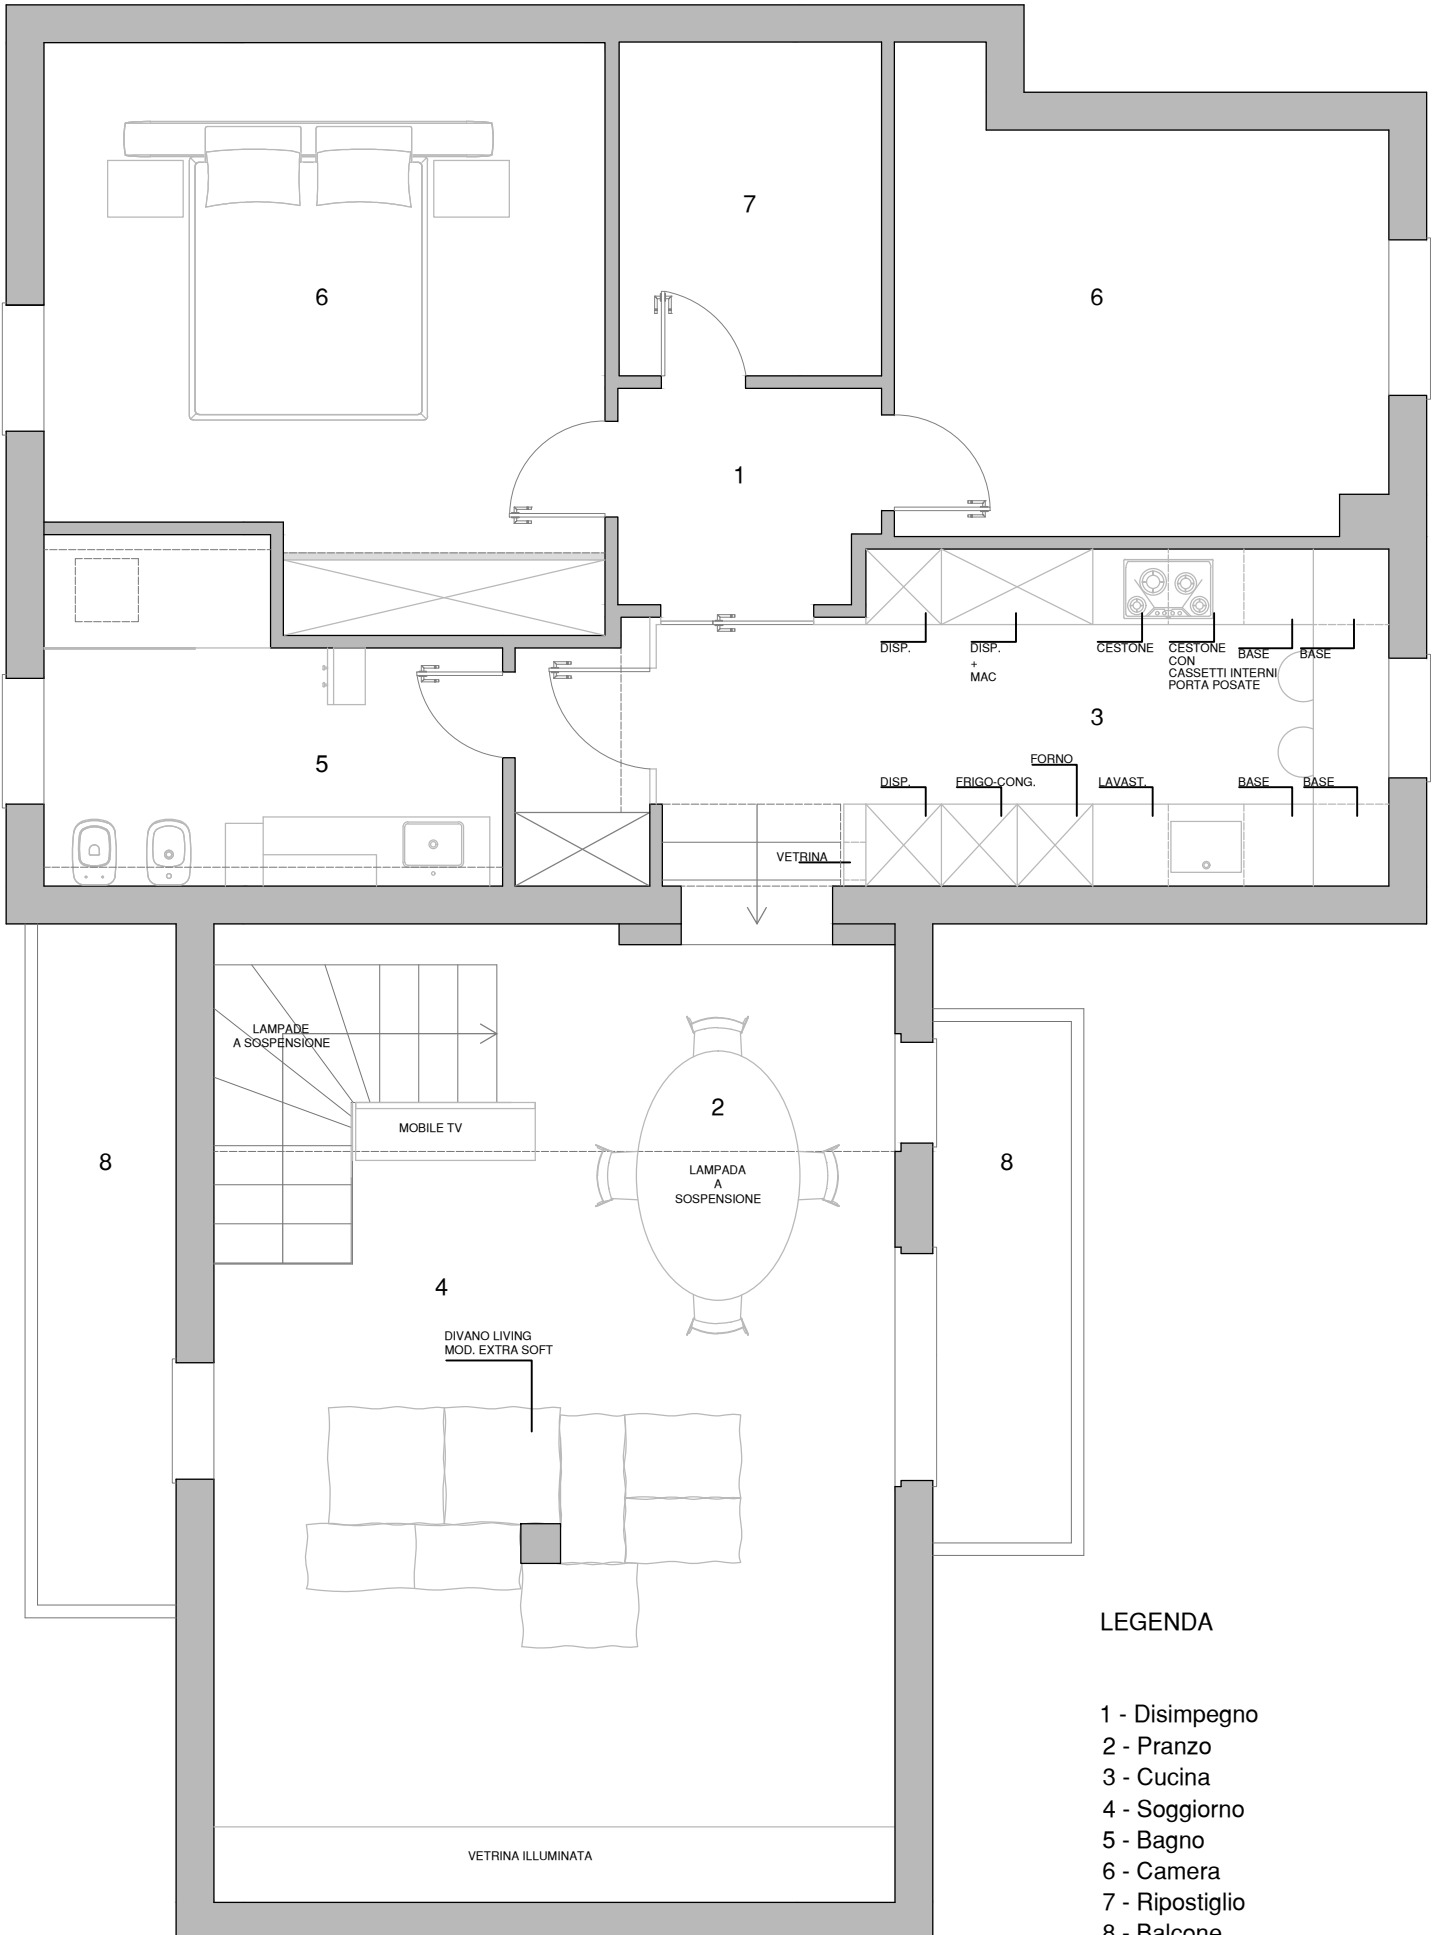 7
6
6
1
DISP.
DISP.
+
MAC
CESTONE
CESTONE
CON
CASSETTI INTERNI
PORTA POSATE
BASE
BASE
3
5
FORNO
DISP.
FRIGO-CONG.
LAVAST.
BASE
BASE
VETRINA
LAMPADE
A SOSPENSIONE
2
MOBILE TV
8
8
LAMPADA
A
SOSPENSIONE
4
DIVANO LIVING
MOD. EXTRA SOFT
VETRINA ILLUMINATA
LEGENDA
1 - Disimpegno
2 - Pranzo
3 - Cucina
4 - Soggiorno
5 - Bagno
6 - Camera
7 - Ripostiglio
8 - Balcone